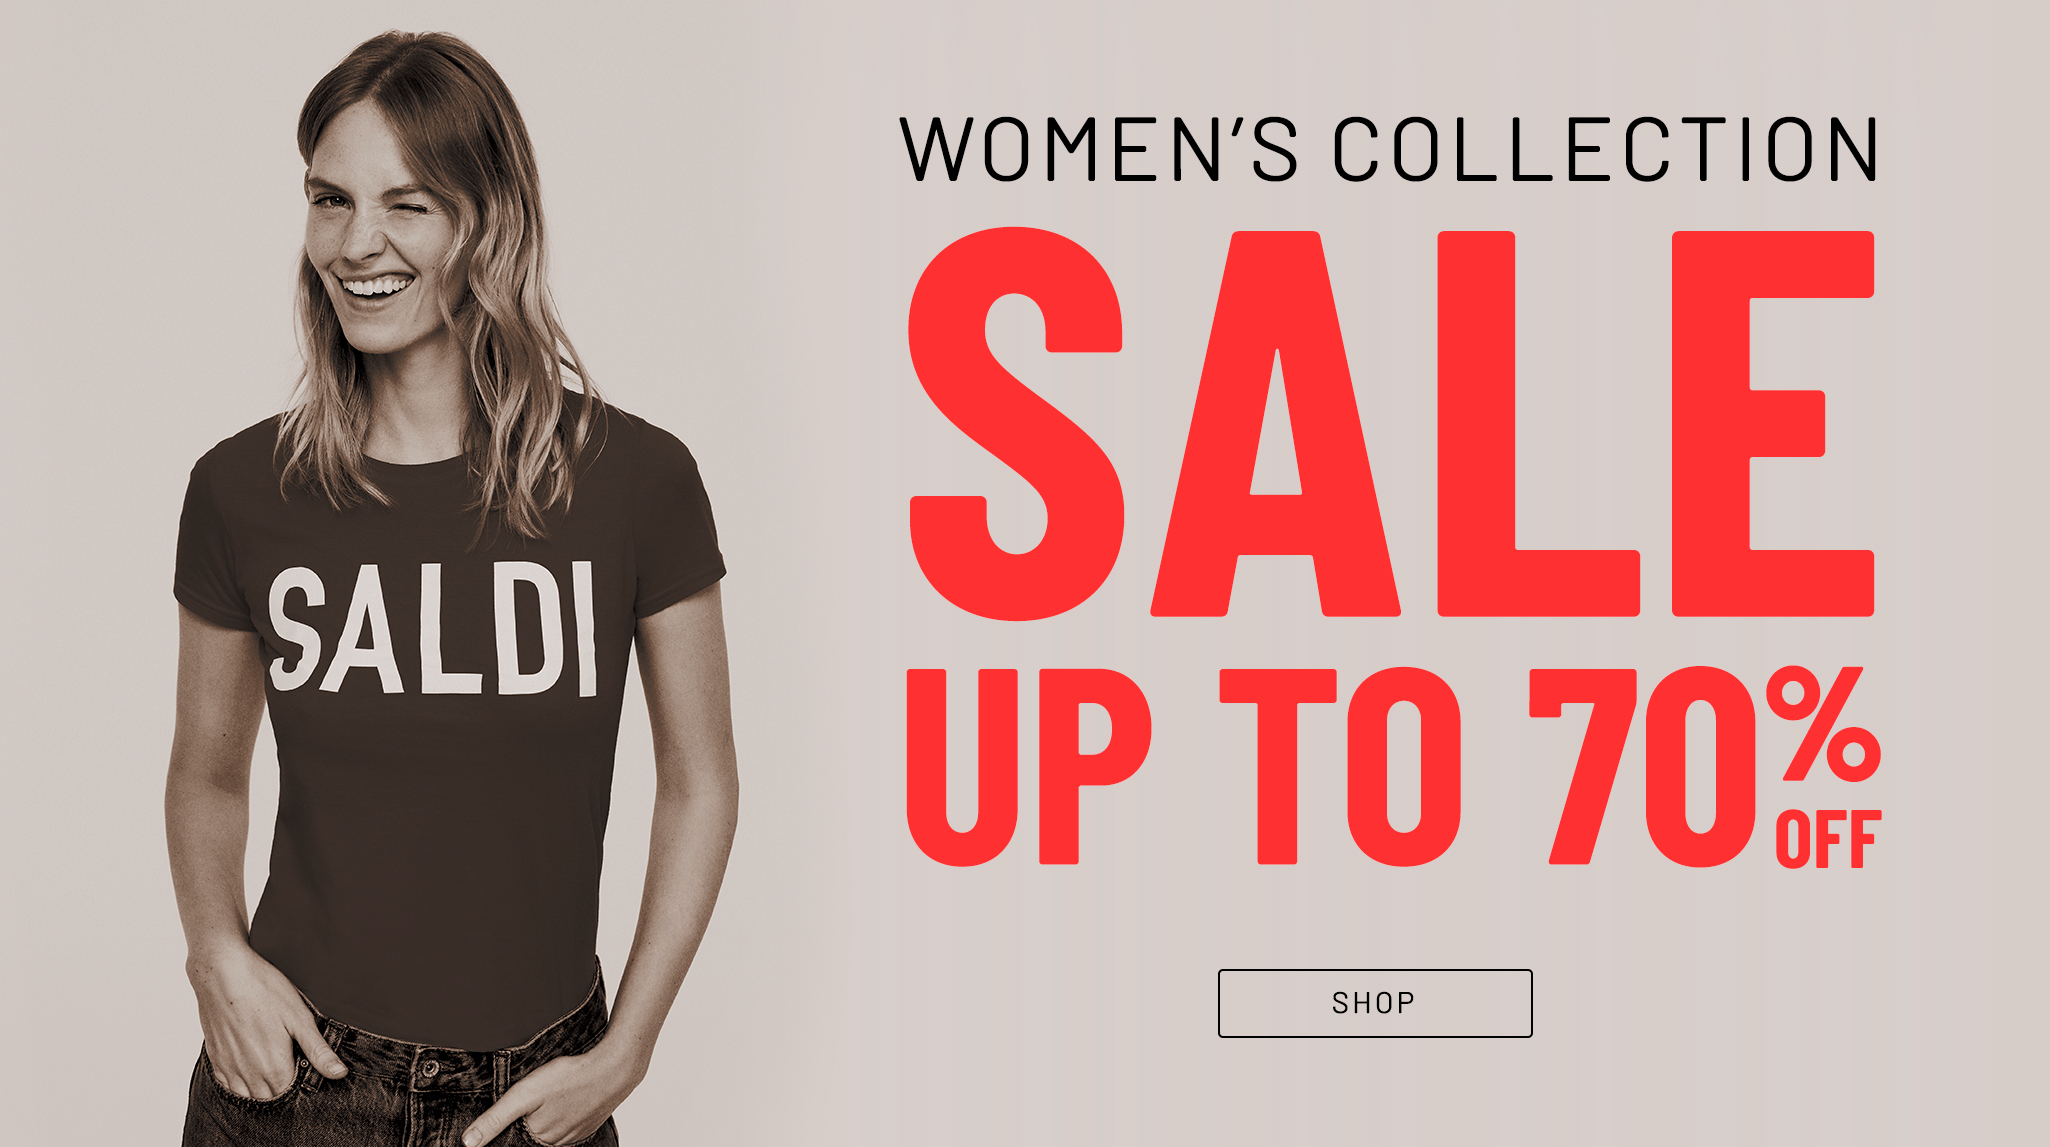 WOMEN'S COLLECTION
SALE
UP TO 70%
OFF
SALDI
SHOP